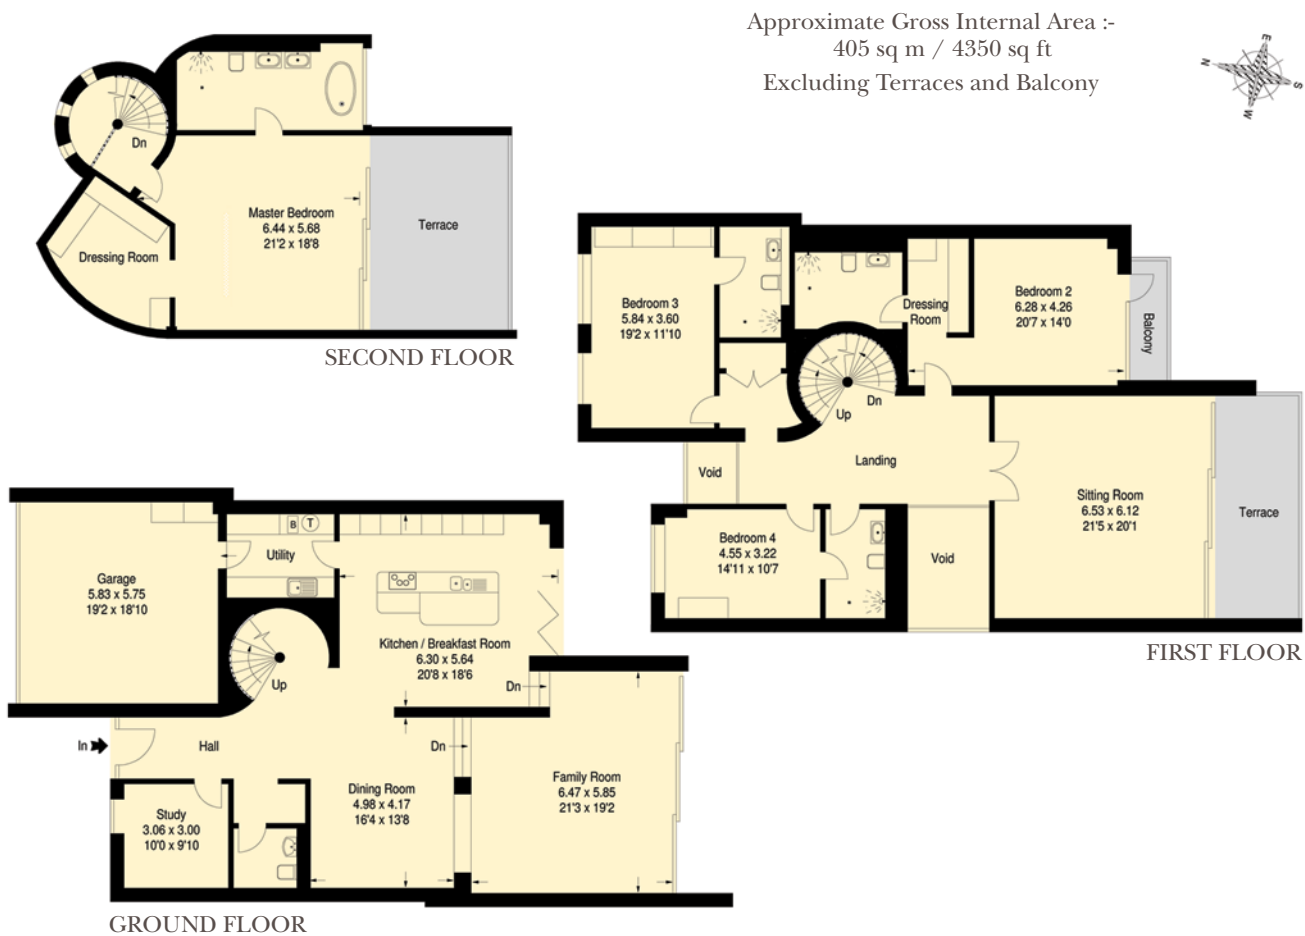 Approximate Gross Internal Area :-
405 sq m / 4350 sq ft
Excluding Terraces and Balcony
E
N
S
W
Dn
Master Bedroom
6.44 x 5.68
21'2 x 18'8
Terrace
Dressing Room
SECOND FLOOR
Bedroom 3
5.84 x 3.60
19'2 x 11'10
Dressing
Room
Bedroom 2
6.28 x 4.26
20'7 x 14'0
Balcony
Up
Dn
Void
Landing
Sitting Room
6.53 x 6.12
21'5 x 20'1
Terrace
Bedroom 4
4.55 x 3.22
14'11 x 10'7
Void
FIRST FLOOR
Garage
5.83 x 5.75
19'2 x 18'10
B
T
Utility
Kitchen / Breakfast Room
6.30 x 5.64
20'8 x 18'6
Up
Dn
In
Hall
Dn
Study
3.06 x 3.00
10'0 x 9'10
Dining Room
4.98 x 4.17
16'4 x 13'8
Family Room
6.47 x 5.85
21'3 x 19'2
GROUND FLOOR